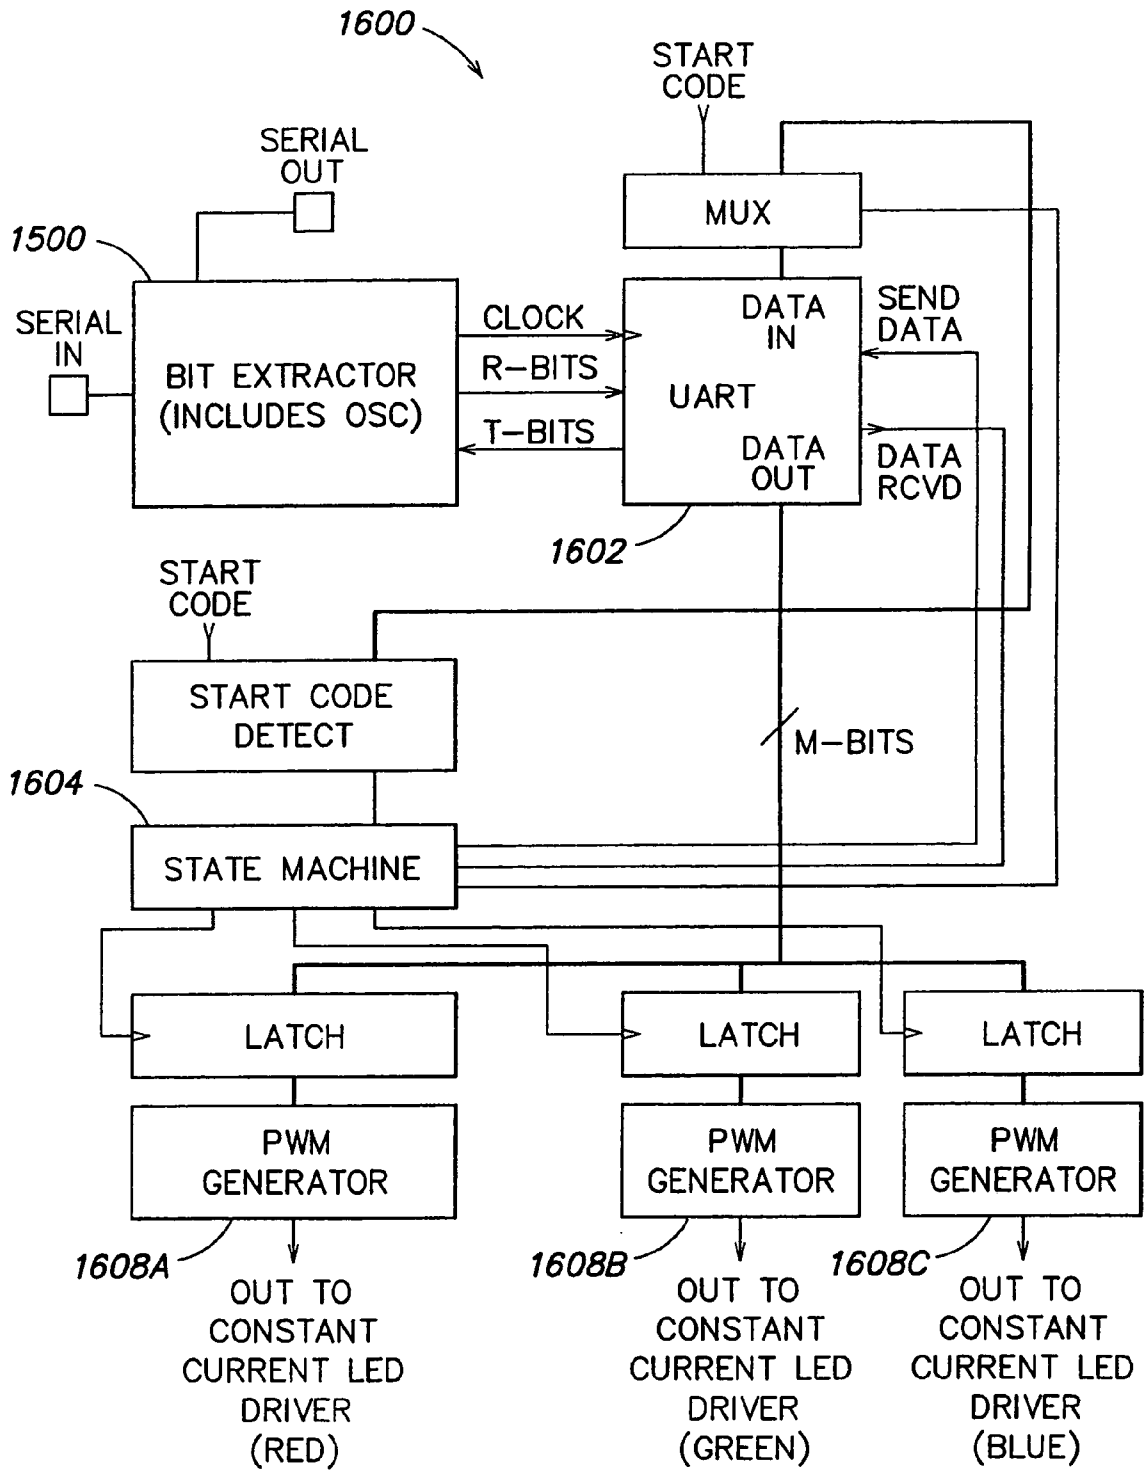 1600
START
CODE
SERIAL
OUT
MUX
1500
SERIAL
IN
BIT EXTRACTOR
(INCLUDES OSC)
CLOCK
R-BITS
T-BITS
DATA
IN
UART
DATA
OUT
SEND
DATA
DATA
RCVD
1602
START
CODE
START CODE
DETECT
M-BITS
1604
STATE MACHINE
LATCH
LATCH
LATCH
PWM
GENERATOR
PWM
GENERATOR
PWM
GENERATOR
1608A
1608B
1608C
OUT TO
CONSTANT
CURRENT LED
DRIVER
(RED)
OUT TO
CONSTANT
CURRENT LED
DRIVER
(GREEN)
OUT TO
CONSTANT
CURRENT LED
DRIVER
(BLUE)